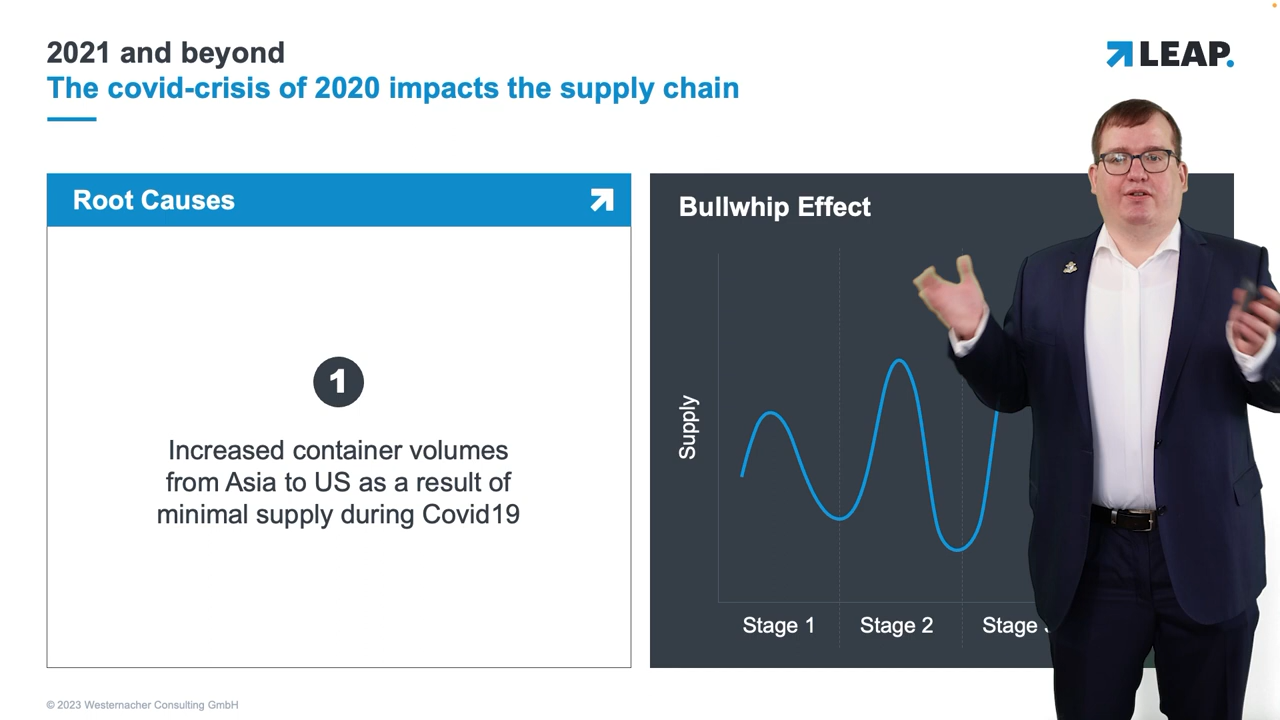 2021 and beyond
The covid-crisis of 2020 impacts the supply chain
LEAP.
Root Causes
1
Increased container volumes
from Asia to US as a result of
minimal supply during Covid19
Bullwhip Effect
Supply
Stage 1
Stage 2
Stage
© 2023 Westernacher Consulting GmbH